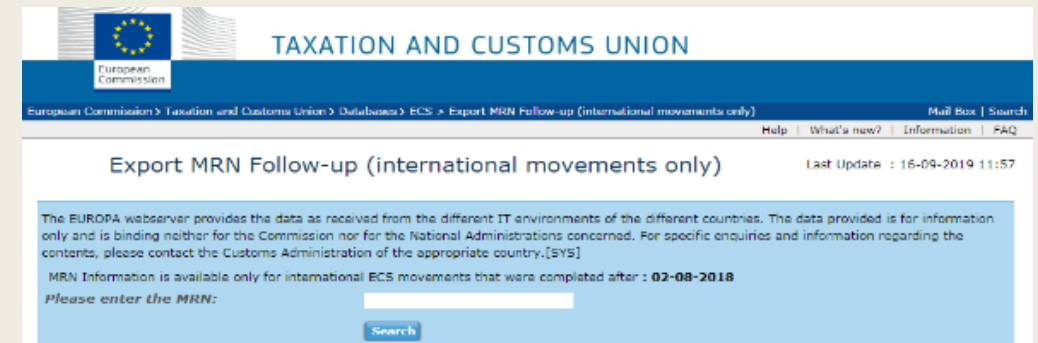 TAXATION AND CUSTOMS UNION
European
Commission
European Commission > Taxation and Customs Union > Databases > ECS > Export MRN Follow-up (international movements only) Mail Box | Search
Help | What's new? | Information | FAQ
Export MRN Follow-up (international movements only) Last Update : 16-09-2019 11:57
The EUROPA webserver provides the data as received from the different IT environments of the different countries. The data provided is for information
only and is binding neither for the Commission nor for the National Administrations concerned. For specific enquiries and information regarding the
contents, please contact the Customs Administration of the appropriate country.[SYS]
MRN Information is available only for international ECS movements that were completed after : 02-08-2018
Please enter the MRN:
Search